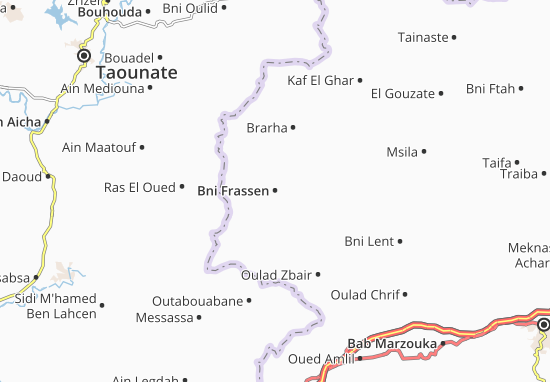 Zrizer
Bouhouda
Bni Oulid
Tainaste
Bouadel
Taounate
Kaf El Ghar
Ain Mediouna
El Gouzate
Bni Ftah
Aicha
Brarha
Ain Maatouf
Msila
Taifa
Traiba
Daoud
Ras El Oued
Bni Frassen
Bni Lent
Meknas
Achar
Oulad Zbair
absa
Sidi M'hamed
Ben Lahcen
Outabouabane
Oulad Chrif
Messassa
Bab Marzouka
Oued Amlil
Ain Legdah